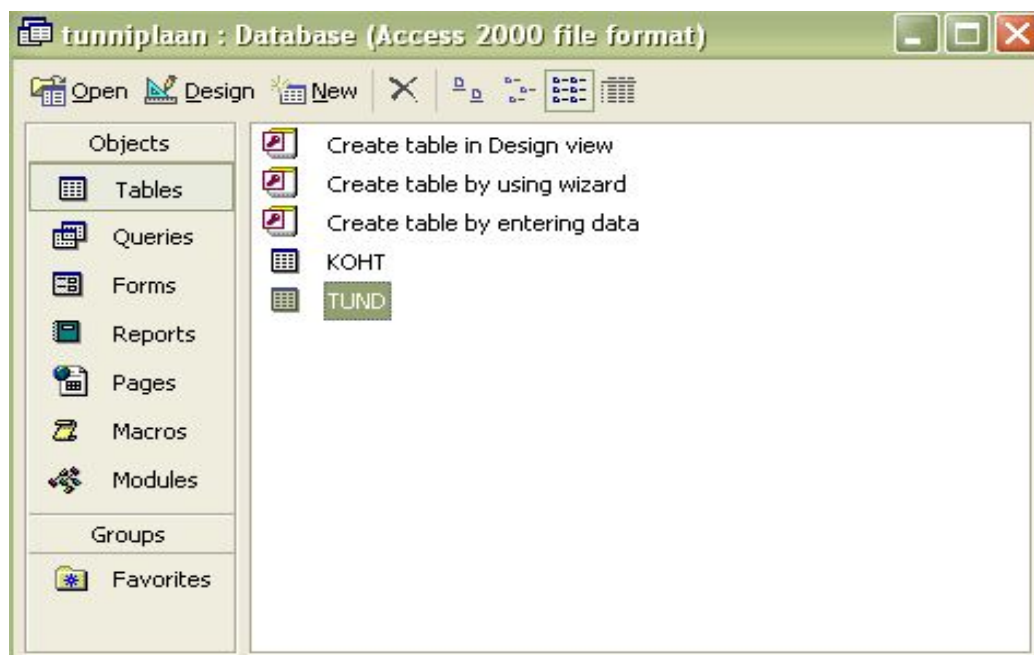 tunniplaan : Database (Access 2000 file format)
Open Design New
Objects
Tables
Queries
Forms
Reports
Pages
Macros
Modules
Groups
Favorites
Create table in Design view
Create table by using wizard
Create table by entering data
KOHT
TUND